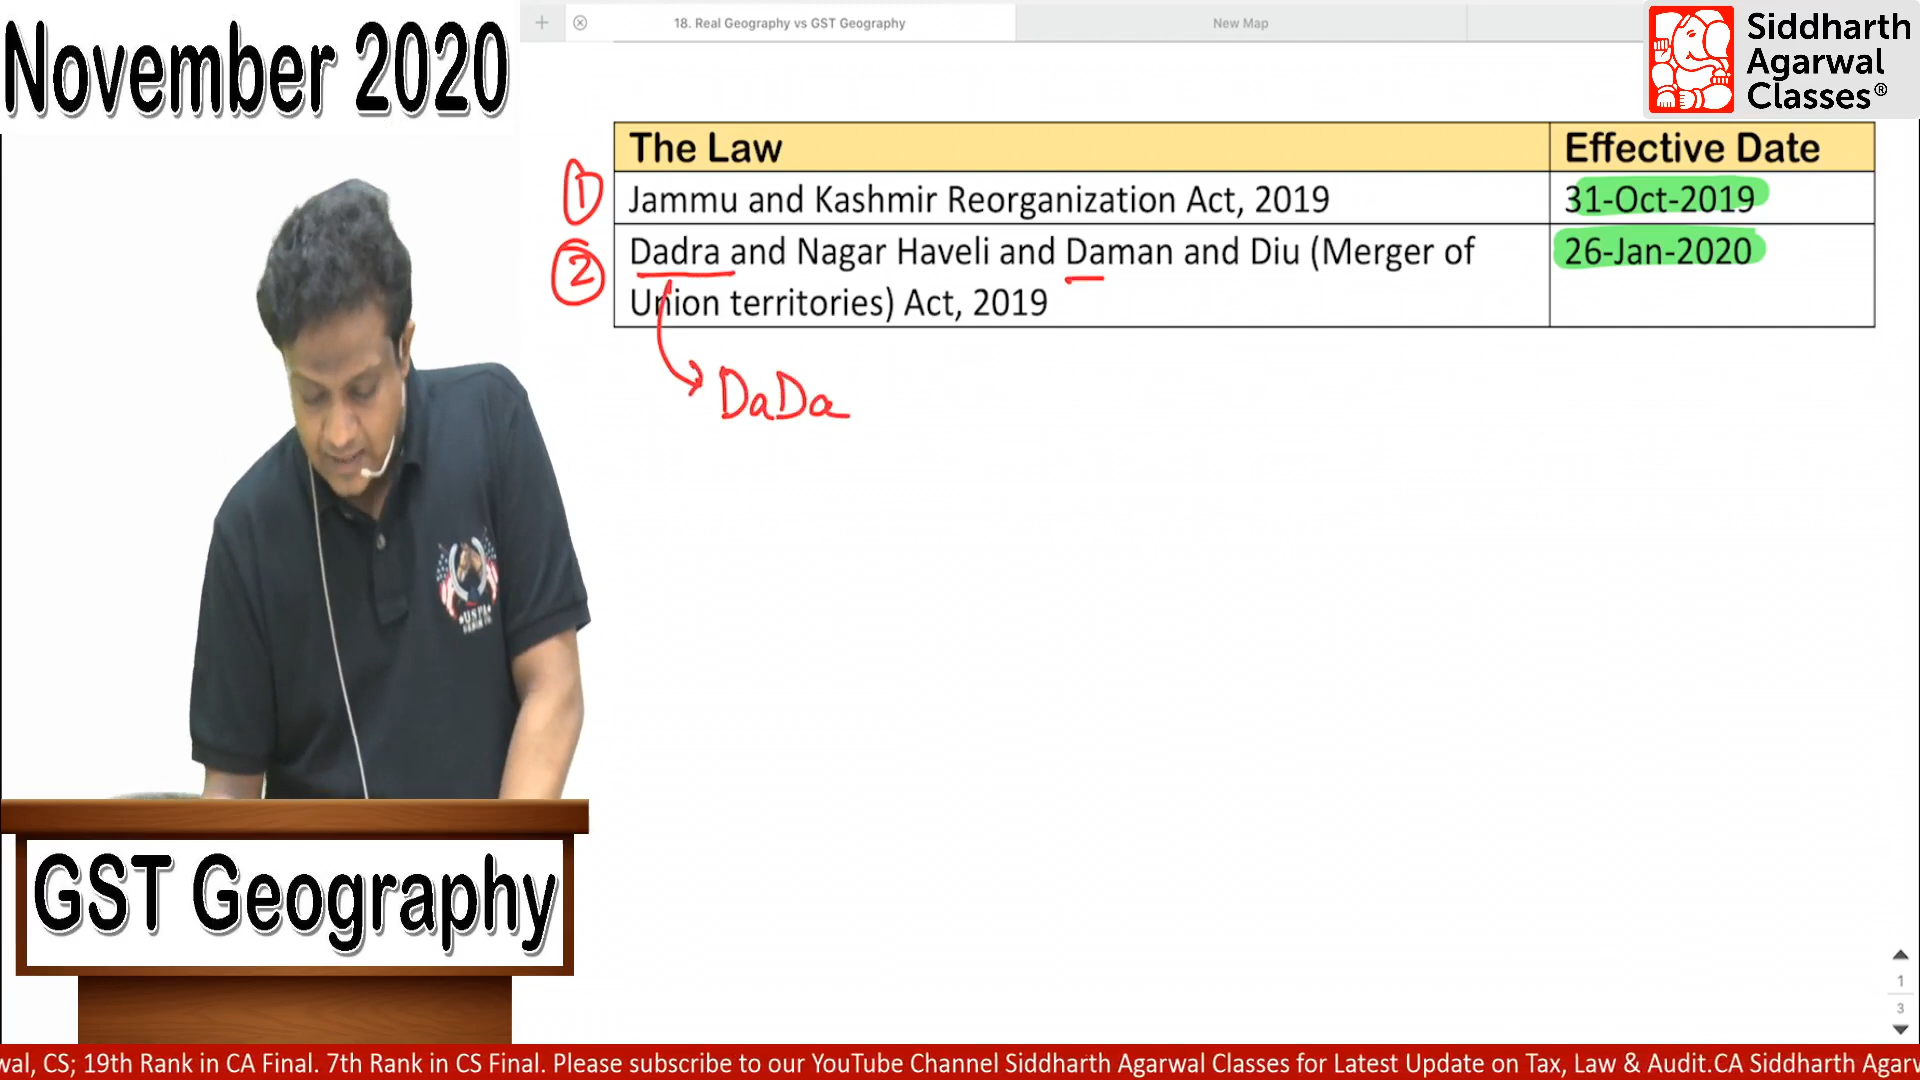 November 2020
18. Real Geography vs GST Geography
New Map
Siddharth
Agarwal
Classes®
The Law
Effective Date
1
Jammu and Kashmir Reorganization Act, 2019
31-Oct-2019
2
Dadra and Nagar Haveli and Daman and Diu (Merger of
Union territories) Act, 2019
26-Jan-2020
DaDa
USPA
GST Geography
1
3
wal, CS; 19th Rank in CA Final. 7th Rank in CS Final. Please subscribe to our YouTube Channel Siddharth Agarwal Classes for Latest Update on Tax, Law & Audit.CA Siddharth Agarw